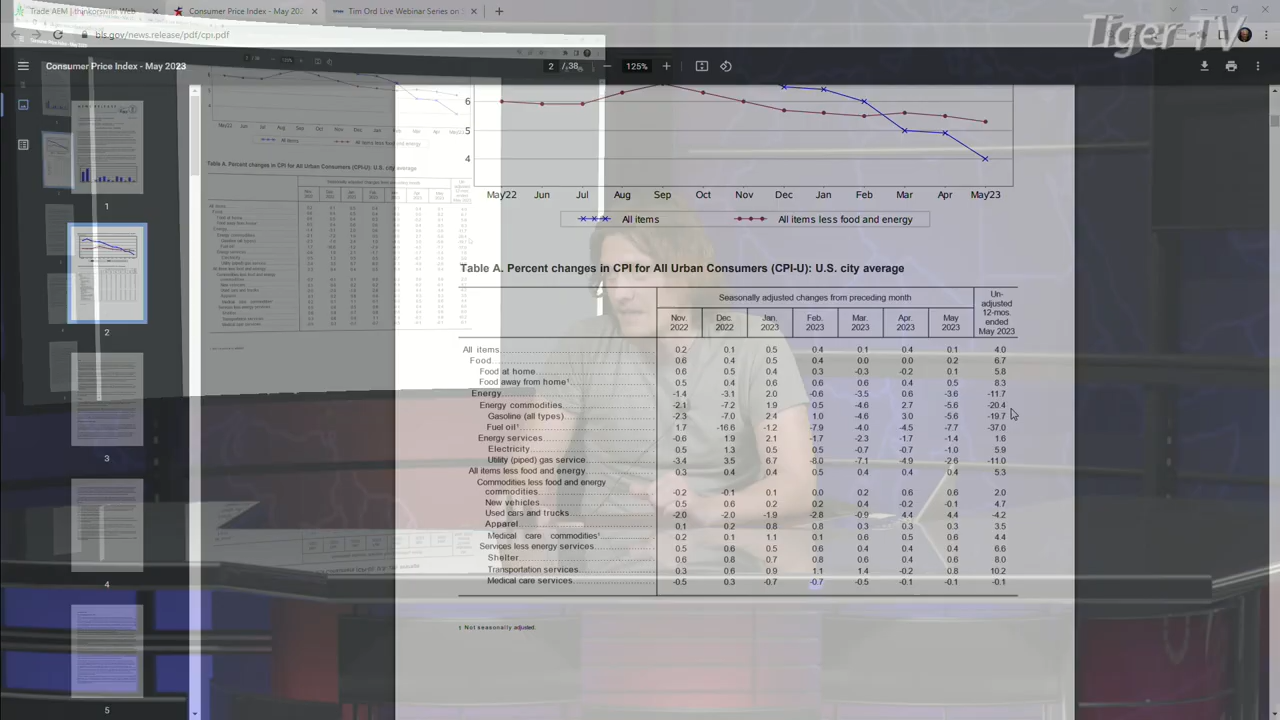 Trade AEM | thinkorswim Web
Consumer Price Index - May 202
Tim Ord Live Webinar Series on
Tiger TV
bls.gov/news.release/pdf/cpi.pdf
Consumer Price Index - May 2023
2 / 38
125%
6
5
4
May'22 Jun Jul Aug Sep Oct Nov Dec Jan Feb Mar Apr May'23
All items All items less food and energy
Table A. Percent changes in CPI for All Urban Consumers (CPI-U): U.S. city average
Seasonally adjusted changes from preceding month
Un-
adjusted
12-mos.
ended
May 2023
Nov. Dec. Jan. Feb. Mar. Apr. May
2022 2022 2023 2023 2023 2023 2023
All items 0.2 0.1 0.5 0.4 0.1 0.4 0.1 4.0
Food 0.6 0.4 0.5 0.4 0.0 0.0 0.2 6.7
Food at home 0.6 0.5 0.4 0.3 -0.3 -0.2 0.1 5.8
Food away from home¹ 0.5 0.4 0.6 0.6 0.6 0.4 0.5 8.3
Energy -1.4 -3.1 2.0 -0.6 -3.5 0.6 -3.6 -11.7
Energy commodities -2.1 -7.2 1.9 0.5 -4.6 2.7 -5.6 -20.4
Gasoline (all types) -2.3 -7.0 2.4 1.0 -4.6 3.0 -5.6 -19.7
Fuel oil¹ 1.7 -16.6 -1.2 -7.9 -4.0 -4.5 -7.7 -37.0
Energy services -0.6 1.9 2.1 -1.7 -2.3 -1.7 -1.4 1.6
Electricity 0.5 1.3 0.5 0.5 -0.7 -0.7 -1.0 5.9
Utility (piped) gas service -3.4 3.5 6.7 -8.0 -7.1 -4.9 -2.6 -11.0
All items less food and energy 0.3 0.4 0.4 0.5 0.4 0.4 0.4 5.3
Commodities less food and energy
commodities -0.2 -0.1 0.1 0.0 0.2 0.6 0.6 2.0
New vehicles 0.5 0.6 0.2 0.2 0.4 -0.2 -0.1 4.7
Used cars and trucks -2.0 -2.0 -1.9 -2.8 -0.9 4.4 4.4 -4.2
Apparel 0.1 0.2 0.8 0.8 0.3 0.3 0.3 3.5
Medical care commodities¹ 0.2 0.1 1.1 0.1 0.6 0.5 0.6 4.4
Services less energy services 0.5 0.6 0.5 0.6 0.4 0.4 0.4 6.6
Shelter 0.6 0.8 0.7 0.8 0.6 0.4 0.6 8.0
Transportation services 0.3 0.6 0.9 1.1 1.4 -0.2 0.8 10.2
Medical care services -0.5 0.3 -0.7 -0.7 -0.5 -0.1 -0.1 -0.1
¹ Not seasonally adjusted.
1
2
3
4
5